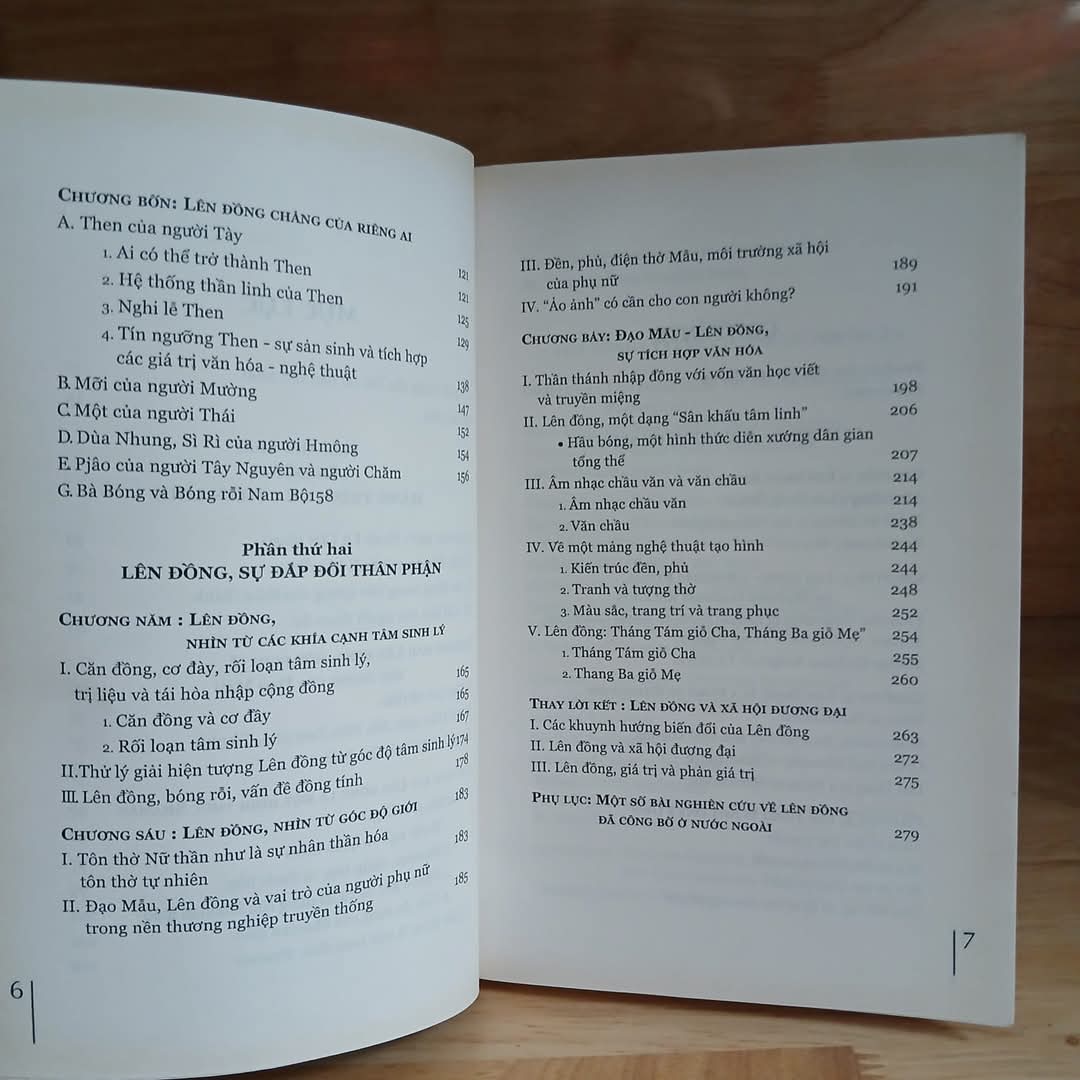 CHƯƠNG BỐN: LÊN ĐỒNG CHẲNG CỦA RIÊNG AI
A. Then của người Tày
1. Ai có thể trở thành Then 121
2. Hệ thống thần linh của Then 121
3. Nghi lễ Then 125
4. Tín ngưỡng Then - sự sản sinh và tích hợp 129
các giá trị văn hóa - nghệ thuật
B. Mỡi của người Mường 138
C. Một của người Thái 147
D. Dùa Nhung, Sì Rì của người Hmông 152
E. Pjâo của người Tây Nguyên và người Chăm 154
G. Bà Bóng và Bóng rỗi Nam Bộ158 156
Phần thứ hai
LÊN ĐỒNG, SỰ ĐẮP ĐỔI THÂN PHẬN
CHƯƠNG NĂM : LÊN ĐỒNG,
NHÌN TỪ CÁC KHÍA CẠNH TÂM SINH LÝ
I. Căn đồng, cơ đày, rối loạn tâm sinh lý,
trị liệu và tái hòa nhập cộng đồng 165
1. Căn đồng và cơ đầy 165
2. Rối loạn tâm sinh lý 167
II.Thử lý giải hiện tượng Lên đồng từ góc độ tâm sinh lý174
III. Lên đồng, bóng rỗi, vấn đề đồng tính 178
CHƯƠNG SÁU : LÊN ĐỒNG, NHÌN TỪ GÓC ĐỘ GIỚI 183
I. Tôn thờ Nữ thần như là sự nhân thần hóa
tôn thờ tự nhiên 183
II. Đạo Mẫu, Lên đồng và vai trò của người phụ nữ
trong nền thương nghiệp truyền thống 185
6
III. Đền, phủ, điện thờ Mẫu, môi trường xã hội
của phụ nữ 189
IV. "Ảo ảnh" có cần cho con người không? 191
CHƯƠNG BẢY: ĐẠO MẪU - LÊN ĐỒNG,
SỰ TÍCH HỢP VĂN HÓA
I. Thần thánh nhập đồng với vốn văn học viết
và truyền miệng 198
II. Lên đồng, một dạng "Sân khấu tâm linh" 206
• Hầu bóng, một hình thức diễn xướng dân gian
tổng thể 207
III. Âm nhạc chầu văn và văn chầu 214
1. Âm nhạc chầu văn 214
2. Văn chầu 238
IV. Về một mảng nghệ thuật tạo hình 244
1. Kiến trúc đền, phủ 244
2. Tranh và tượng thờ 248
3. Màu sắc, trang trí và trang phục 252
V. Lên đồng: Tháng Tám giỗ Cha, Tháng Ba giỗ Mẹ" 254
1. Tháng Tám giỗ Cha 255
2. Thang Ba giỗ Mẹ 260
THAY LỜI KẾT : LÊN ĐỒNG VÀ XÃ HỘI ĐƯƠNG ĐẠI
I. Các khuynh hướng biến đổi của Lên đồng 263
II. Lên đồng và xã hội đương đại 272
III. Lên đồng, giá trị và phản giá trị 275
PHỤ LỤC: MỘT SỐ BÀI NGHIÊN CỨU VỀ LÊN ĐỒNG
ĐÃ CÔNG BỐ Ở NƯỚC NGOÀI 279
7